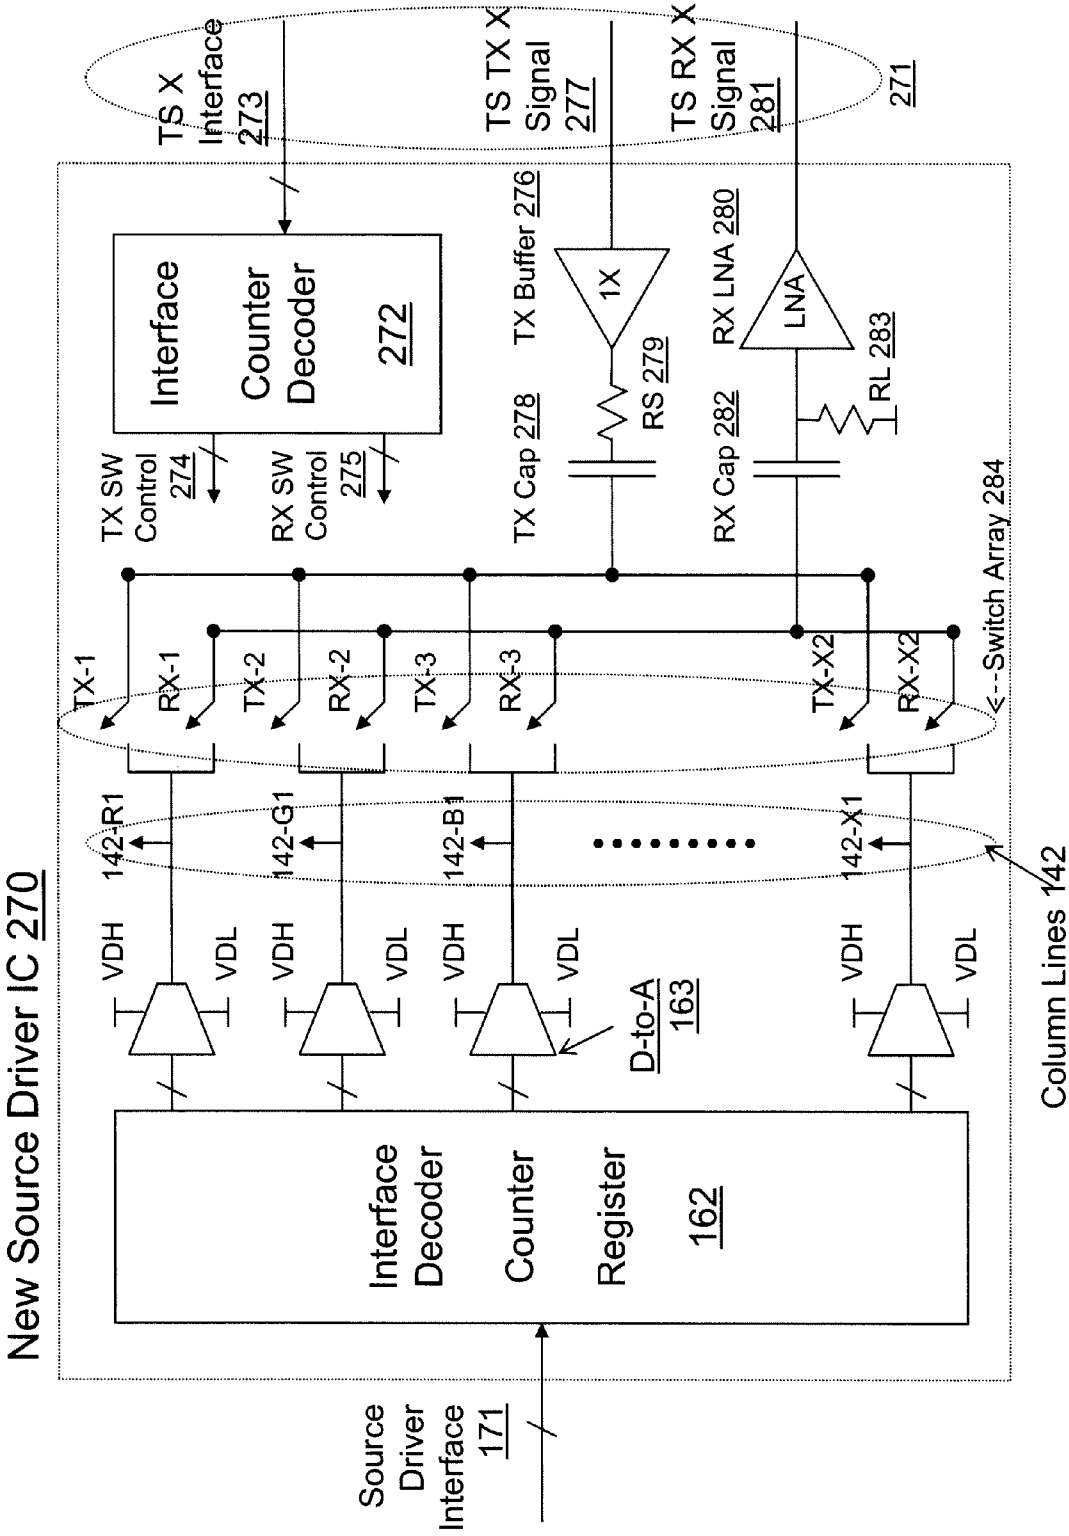 New Source Driver IC 270
Source
Driver
Interface
171
Interface
Decoder
Counter
Register
162
VDH
VDL
VDH
VDL
VDH
VDL
VDH
VDL
D-to-A
163
142-R1
142-G1
142-B1
142-X1
Column Lines 142
TX-1
RX-1
TX-2
RX-2
TX-3
RX-3
TX-X2
RX-X2
Switch Array 284
TX SW
Control
274
RX SW
Control
275
Interface
Counter
Decoder
272
TX Cap 278
RS 279
TX Buffer 276
1X
RX Cap 282
RL 283
RX LNA 280
LNA
TS X
Interface
273
TS TX X
Signal
277
TS RX X
Signal
281
271